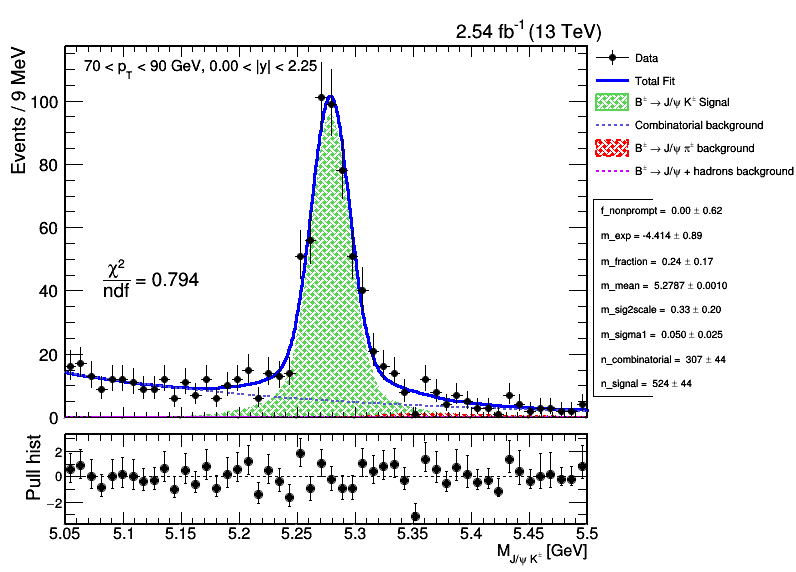 2.54 fb⁻¹ (13 TeV)
70 < p_T < 90 GeV, 0.00 < |y| < 2.25
Events / 9 MeV
100
80
60
40
20
0
χ²/ndf = 0.794
Data
Total Fit
B± → J/ψ K± Signal
Combinatorial background
B± → J/ψ π± background
B± → J/ψ + hadrons background
f_nonprompt = 0.00 ± 0.62
m_exp = -4.414 ± 0.89
m_fraction = 0.24 ± 0.17
m_mean = 5.2787 ± 0.0010
m_sig2scale = 0.33 ± 0.20
m_sigma1 = 0.050 ± 0.025
n_combinatorial = 307 ± 44
n_signal = 524 ± 44
Pull hist
2
0
−2
5.05 5.1 5.15 5.2 5.25 5.3 5.35 5.4 5.45 5.5
M_J/ψ K± [GeV]